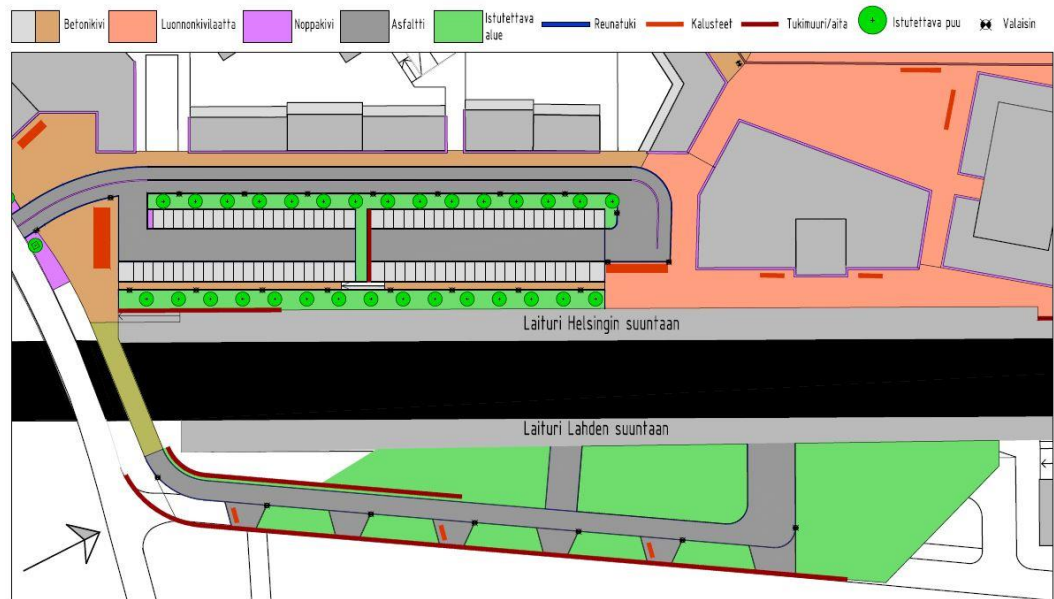 Betonikivi
Luonnonkivilaatta
Noppakivi
Asfaltti
Istutettava
alue
Reunatuki
Kalusteet
Tukimuuri/aita
Istutettava puu
Valaisin
Laituri Helsingin suuntaan
Laituri Lahden suuntaan